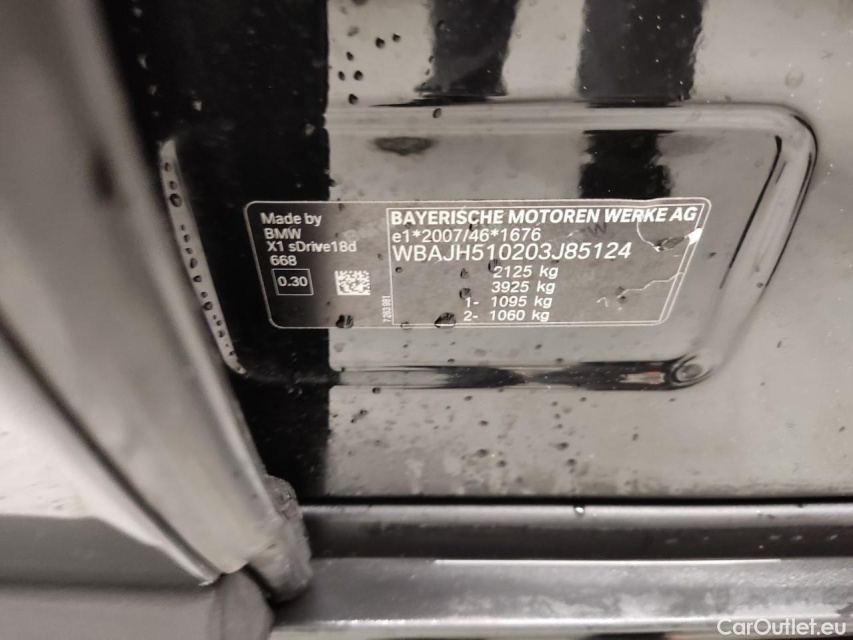 Made by
BMW
X1 sDrive18d
668
0.30
BAYERISCHE MOTOREN WERKE AG
e1*2007/46*1676
WBAJH510203J85124
2125 kg
3925 kg
1- 1095 kg
2- 1060 kg
CarOutlet.eu